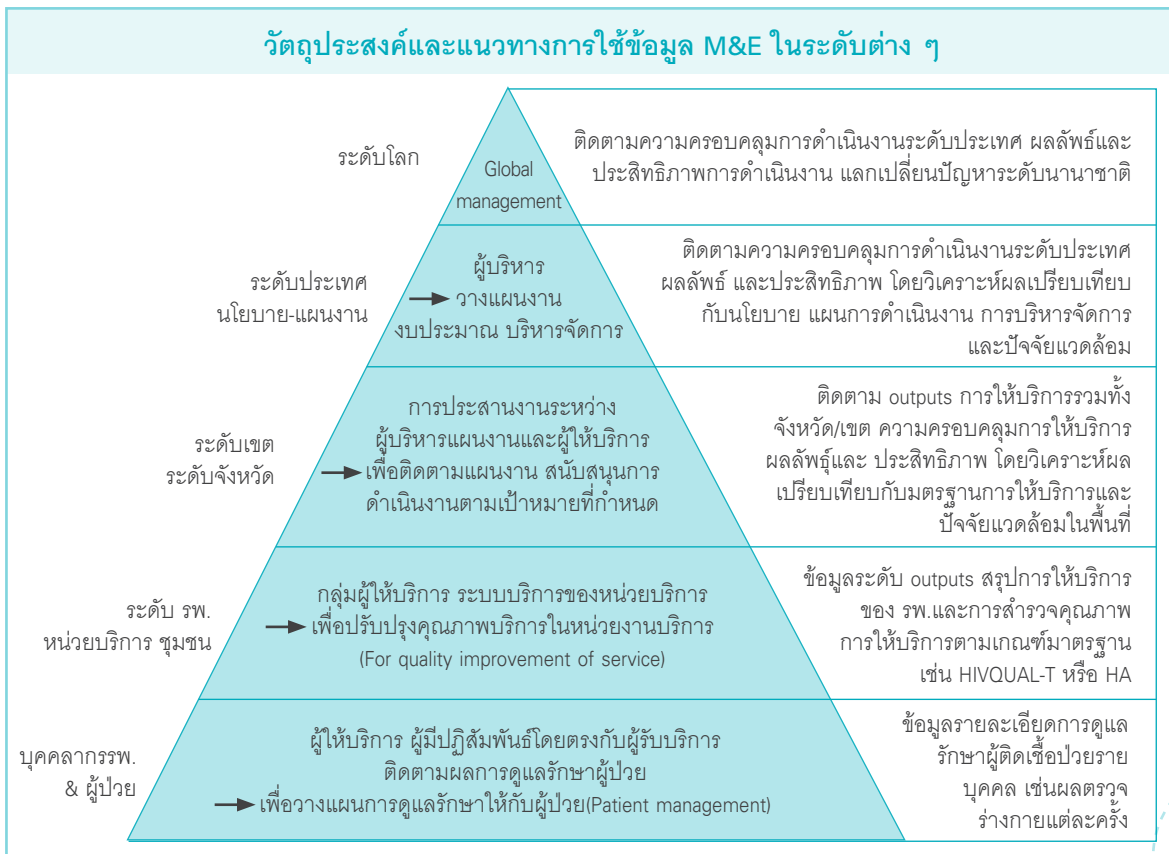 วัตถุประสงค์และแนวทางการใช้ข้อมูล M&E ในระดับต่าง ๆ
ระดับโลก
Global
management
ติดตามความครอบคลุมการดำเนินงานระดับประเทศ ผลลัพธ์และ
ประสิทธิภาพการดำเนินงาน แลกเปลี่ยนปัญหาระดับนานาชาติ
ระดับประเทศ
นโยบาย-แผนงาน
ผู้บริหาร
วางแผนงาน
งบประมาณ บริหารจัดการ
ติดตามความครอบคลุมการดำเนินงานระดับประเทศ
ผลลัพธ์ และประสิทธิภาพ โดยวิเคราะห์ผลเปรียบเทียบ
กับนโยบาย แผนการดำเนินงาน การบริหารจัดการ
และปัจจัยแวดล้อม
ระดับเขต
ระดับจังหวัด
การประสานงานระหว่าง
ผู้บริหารแผนงานและผู้ให้บริการ
เพื่อติดตามแผนงาน สนับสนุนการ
ดำเนินงานตามเป้าหมายที่กำหนด
ติดตาม outputs การให้บริการรวมทั้ง
จังหวัด/เขต ความครอบคลุมการให้บริการ
ผลลัพธุ์และ ประสิทธิภาพ โดยวิเคราะห์ผล
เปรียบเทียบกับมตรฐานการให้บริการและ
ปัจจัยแวดล้อมในพื้นที่
ระดับ รพ.
หน่วยบริการ ชุมชน
กลุ่มผู้ให้บริการ ระบบบริการของหน่วยบริการ
เพื่อปรับปรุงคุณภาพบริการในหน่วยงานบริการ
(For quality improvement of service)
ข้อมูลระดับ outputs สรุปการให้บริการ
ของ รพ.และการสำรวจคุณภาพ
การให้บริการตามเกณฑ์มาตรฐาน
เช่น HIVQUAL-T หรือ HA
บุคคลากรรพ.
& ผู้ป่วย
ผู้ให้บริการ ผู้มีปฏิสัมพันธ์โดยตรงกับผู้รับบริการ
ติดตามผลการดูแลรักษาผู้ป่วย
เพื่อวางแผนการดูแลรักษาให้กับผู้ป่วย(Patient management)
ข้อมูลรายละเอียดการดูแล
รักษาผู้ติดเชื้อป่วยราย
บุคคล เช่นผลตรวจ
ร่างกายแต่ละครั้ง